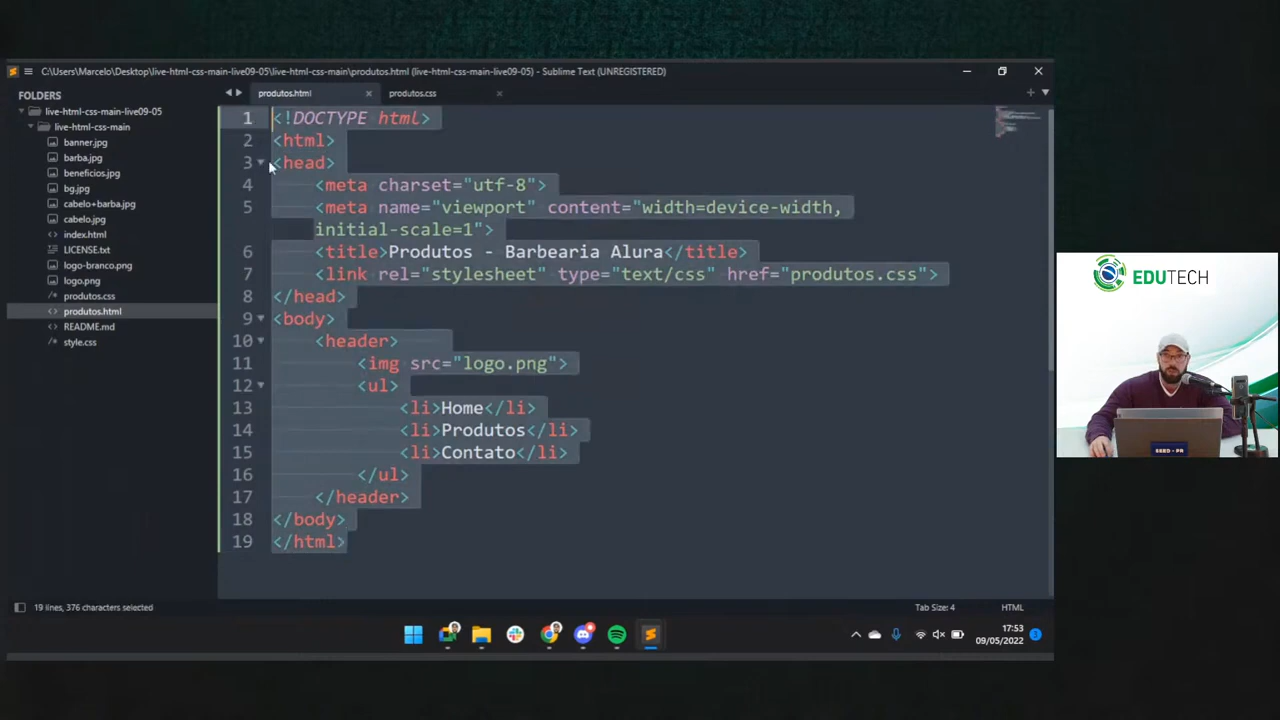 C:\Users\Marcelo\Desktop\live-html-css-main-live09-05\live-html-css-main\produtos.html (live-html-css-main-live09-05) - Sublime Text (UNREGISTERED)
FOLDERS
live-html-css-main-live09-05
live-html-css-main
banner.jpg
barba.jpg
beneficios.jpg
bg.jpg
cabelo+barba.jpg
cabelo.jpg
index.html
LICENSE.txt
logo-branco.png
logo.png
produtos.css
produtos.html
README.md
style.css
produtos.html
produtos.css
1 <!DOCTYPE html>
2 <html>
3 <head>
4 <meta charset="utf-8">
5 <meta name="viewport" content="width=device-width,
initial-scale=1">
6 <title>Produtos - Barbearia Alura</title>
7 <link rel="stylesheet" type="text/css" href="produtos.css">
8 </head>
9 <body>
10 <header>
11 <img src="logo.png">
12 <ul>
13 <li>Home</li>
14 <li>Produtos</li>
15 <li>Contato</li>
16 </ul>
17 </header>
18 </body>
19 </html>
19 lines, 376 characters selected
Tab Size: 4
HTML
17:53
09/05/2022
3
EDUTECH
SEED - PR